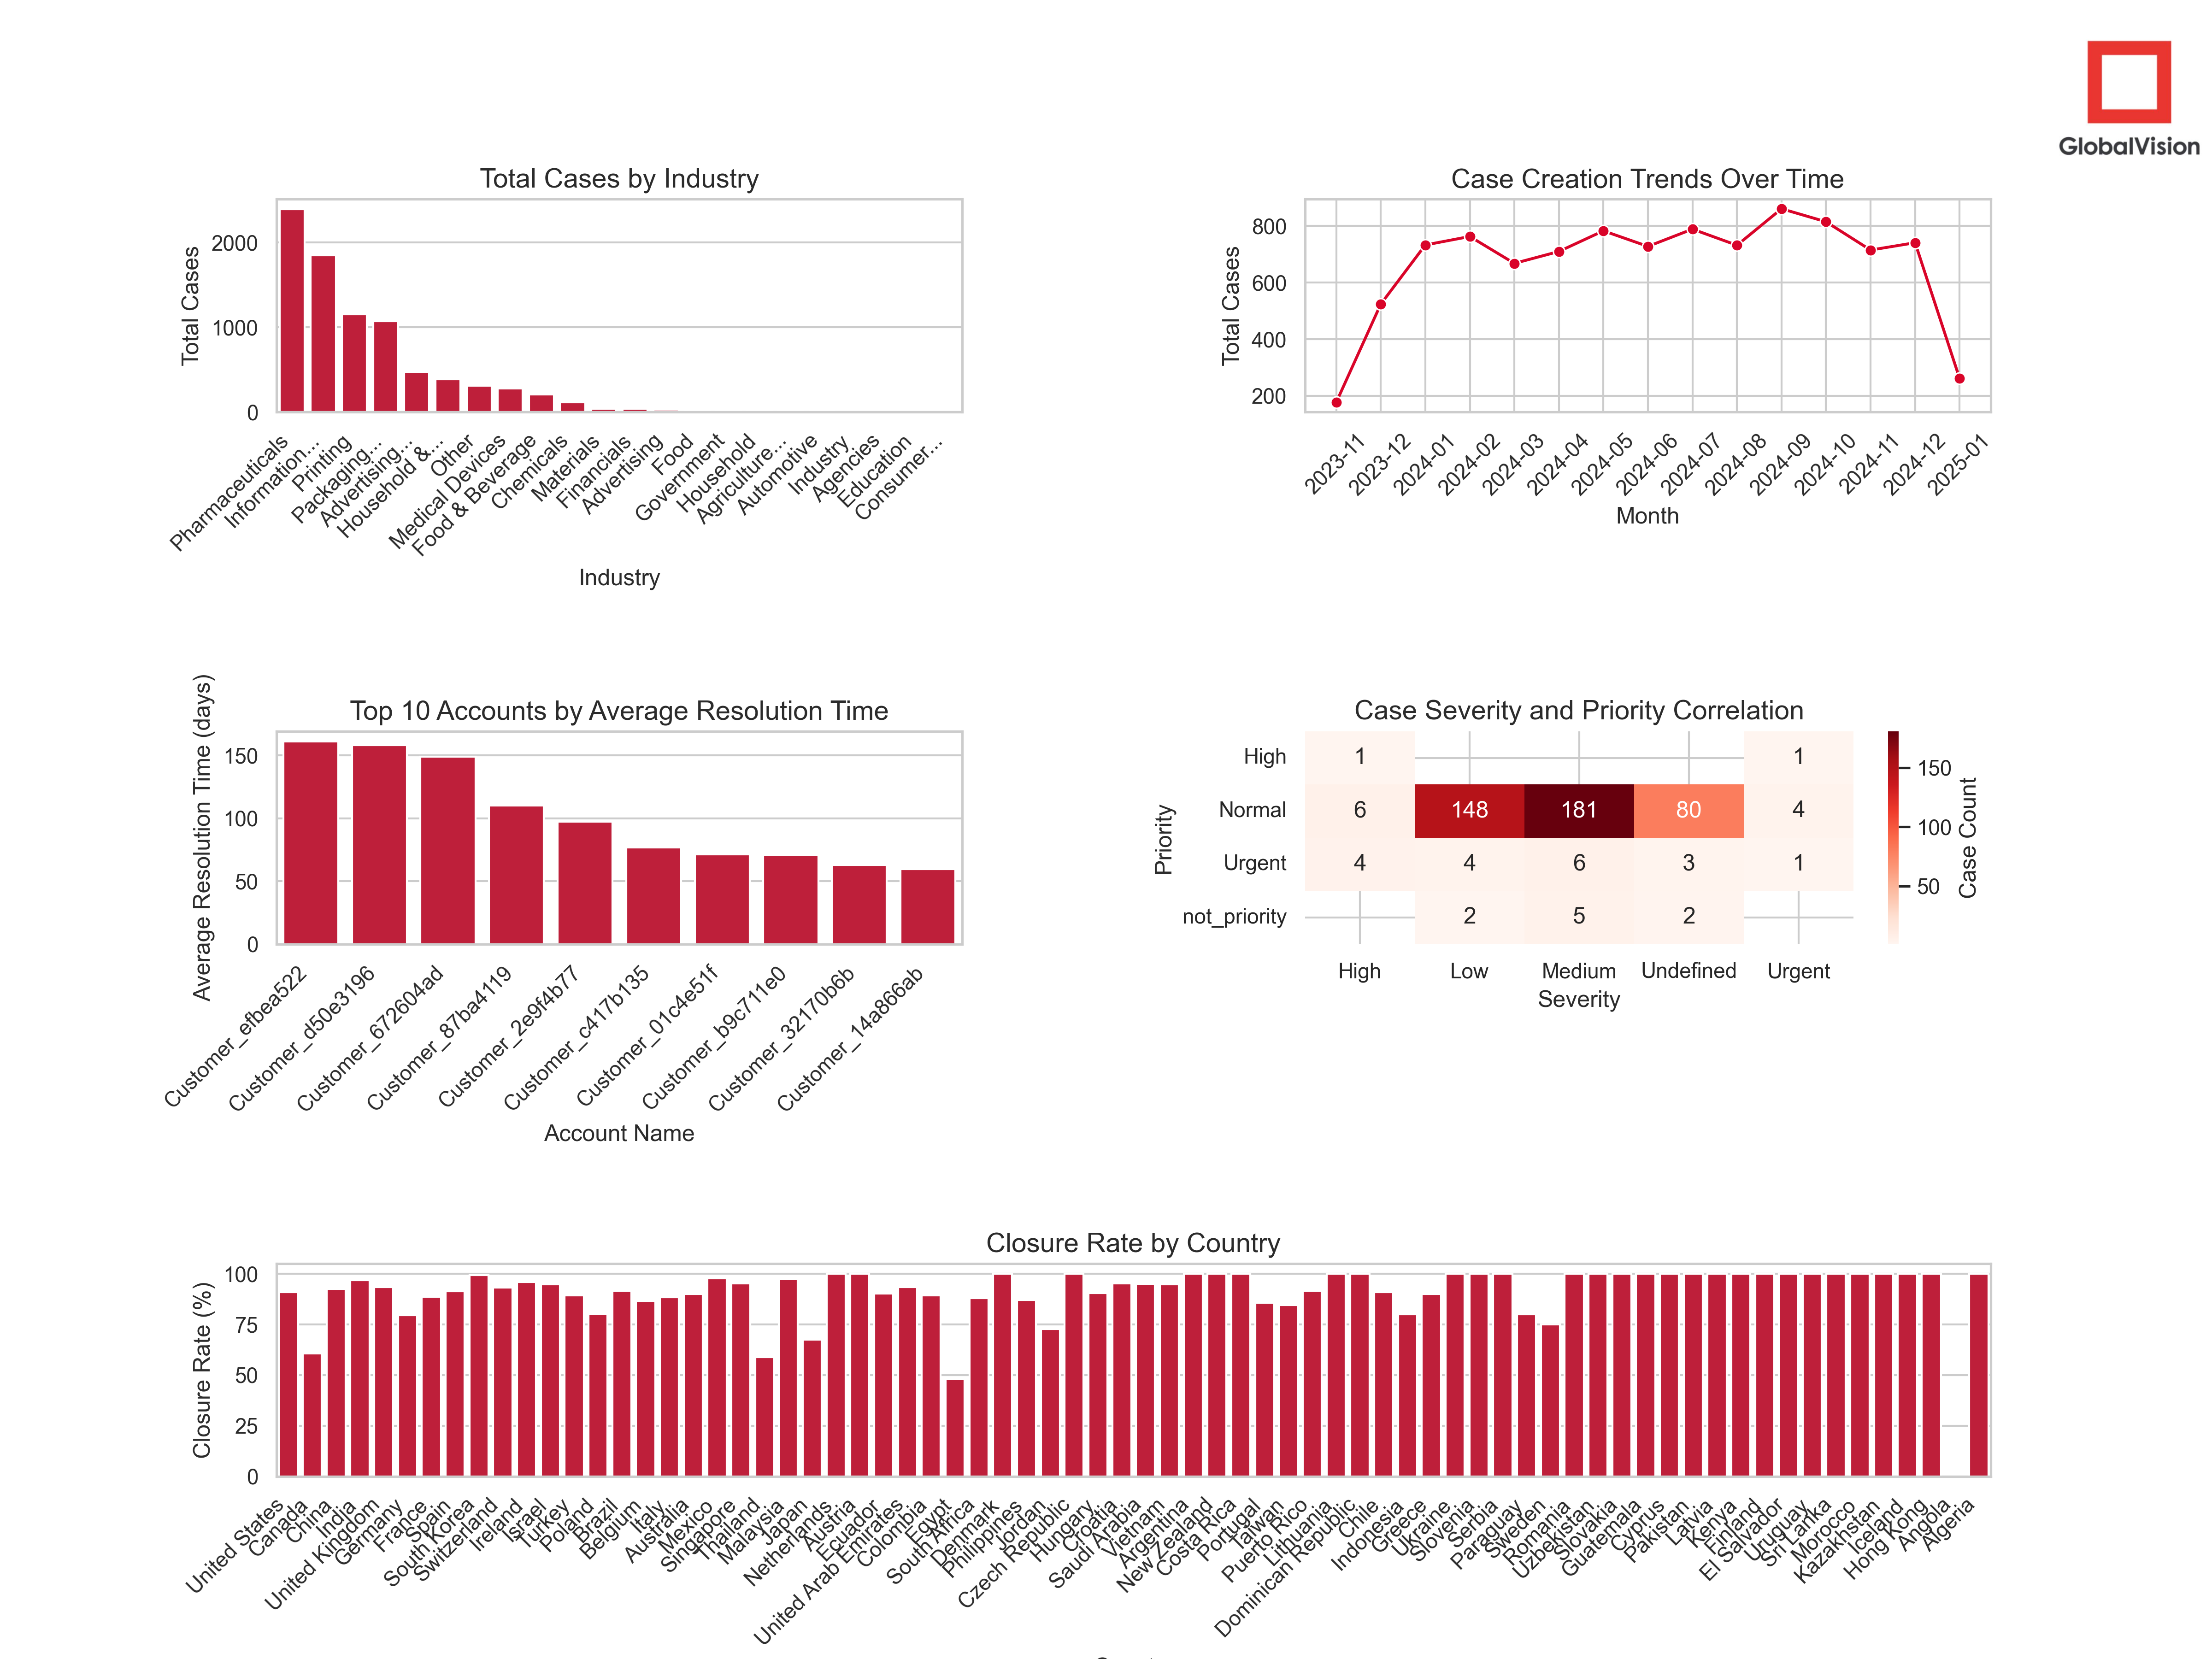 GlobalVision
Total Cases by Industry
Total Cases
2000
1000
0
Pharmaceuticals
Information...
Printing
Packaging...
Advertising...
Household &...
Other
Medical Devices
Food & Beverage
Chemicals
Materials
Financials
Advertising
Food
Government
Household
Agriculture...
Automotive
Industry
Agencies
Education
Consumer...
Industry
Case Creation Trends Over Time
Total Cases
800
600
400
200
2023-11
2023-12
2024-01
2024-02
2024-03
2024-04
2024-05
2024-06
2024-07
2024-08
2024-09
2024-10
2024-11
2024-12
2025-01
Month
Top 10 Accounts by Average Resolution Time
Average Resolution Time (days)
150
100
50
0
Customer_efbea522
Customer_d50e3196
Customer_672604ad
Customer_87ba4119
Customer_2e9f4b77
Customer_c417b135
Customer_01c4e51f
Customer_b9c711e0
Customer_32170b6b
Customer_14a866ab
Account Name
Case Severity and Priority Correlation
Priority
High 1 1
Normal 6 148 181 80 4
Urgent 4 4 6 3 1
not_priority 2 5 2
High Low Medium Undefined Urgent
Severity
150
100
50
Case Count
Closure Rate by Country
Closure Rate (%)
100
75
50
25
0
United States
Canada
China
India
United Kingdom
Germany
France
Spain
South Korea
Switzerland
Ireland
Israel
Turkey
Poland
Brazil
Belgium
Italy
Australia
Mexico
Singapore
Thailand
Malaysia
Japan
Netherlands
Austria
Ecuador
United Arab Emirates
Colombia
Egypt
South Africa
Denmark
Philippines
Jordan
Czech Republic
Hungary
Croatia
Saudi Arabia
Vietnam
Argentina
New Zealand
Costa Rica
Portugal
Taiwan
Puerto Rico
Lithuania
Dominican Republic
Chile
Indonesia
Greece
Ukraine
Slovenia
Serbia
Paraguay
Sweden
Romania
Uzbekistan
Slovakia
Guatemala
Cyprus
Pakistan
Latvia
Kenya
Finland
El Salvador
Uruguay
Sri Lanka
Morocco
Kazakhstan
Iceland
Hong Kong
Angola
Algeria